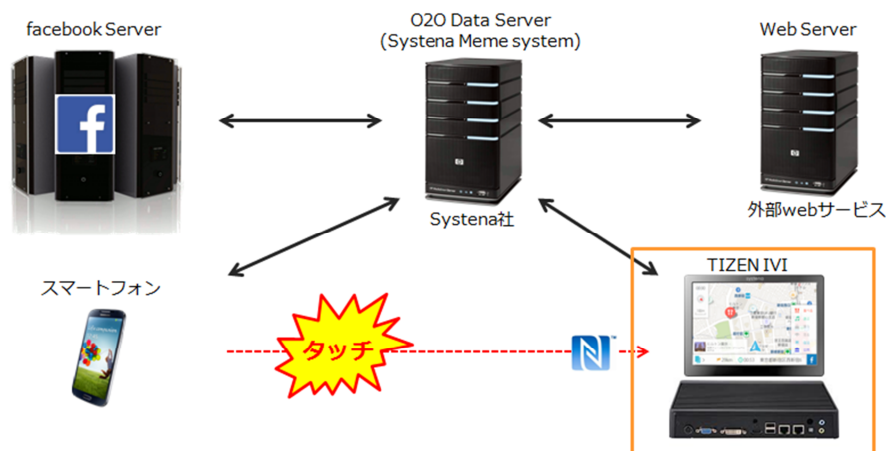 facebook Server
O2O Data Server
(Systena Meme system)
Web Server
f
hp
Systena社
外部webサービス
スマートフォン
タッチ
N
TIZEN IVI